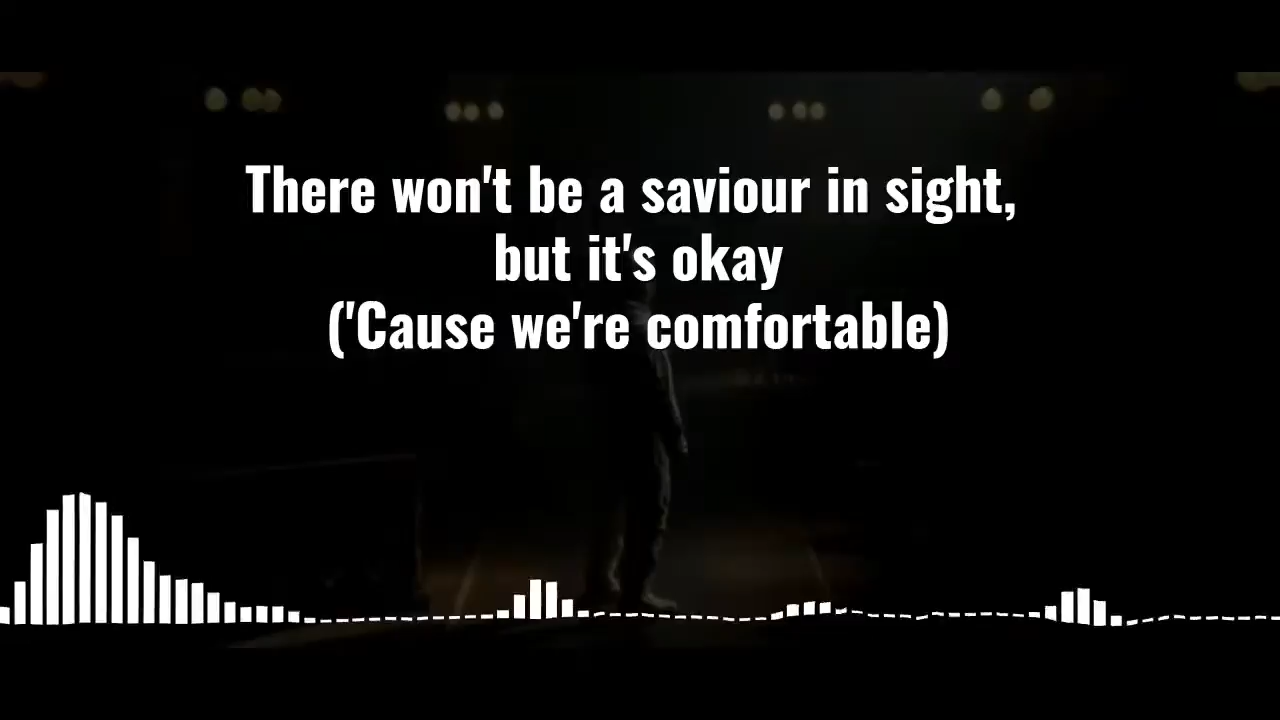 There won't be a saviour in sight,
but it's okay
('Cause we're comfortable)